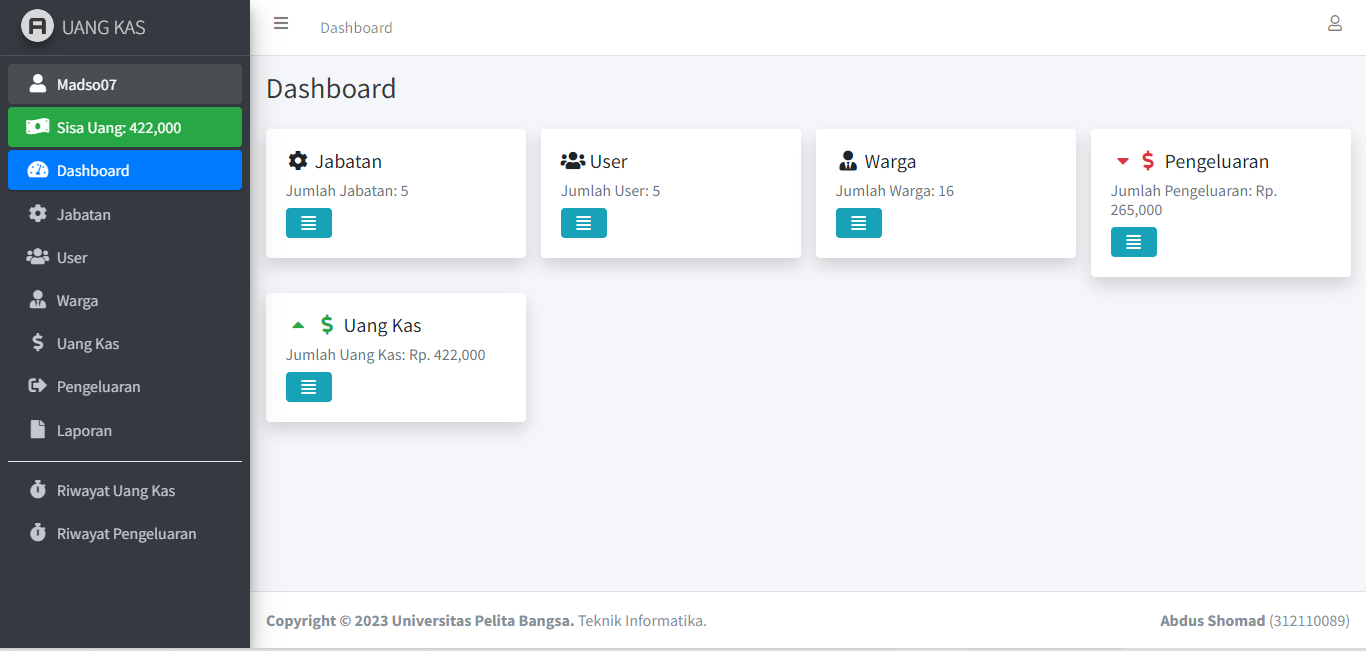 UANG KAS
Madso07
Sisa Uang: 422,000
Dashboard
Jabatan
User
Warga
Uang Kas
Pengeluaran
Laporan
Riwayat Uang Kas
Riwayat Pengeluaran
Dashboard
Dashboard
Jabatan
Jumlah Jabatan: 5
User
Jumlah User: 5
Warga
Jumlah Warga: 16
Pengeluaran
Jumlah Pengeluaran: Rp.
265,000
Uang Kas
Jumlah Uang Kas: Rp. 422,000
Copyright © 2023 Universitas Pelita Bangsa. Teknik Informatika.
Abdus Shomad (312110089)